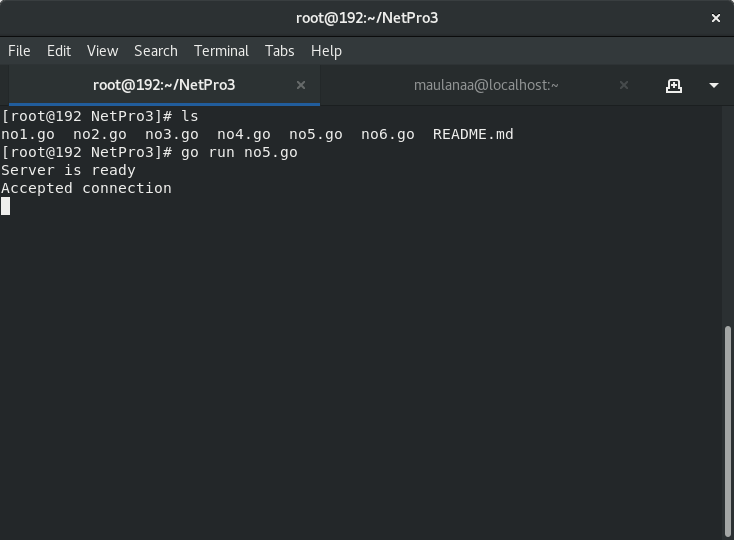 root@192:~/NetPro3
File Edit View Search Terminal Tabs Help
root@192:~/NetPro3 maulanaa@localhost:~
[root@192 NetPro3]# ls
no1.go  no2.go  no3.go  no4.go  no5.go  no6.go  README.md
[root@192 NetPro3]# go run no5.go
Server is ready
Accepted connection